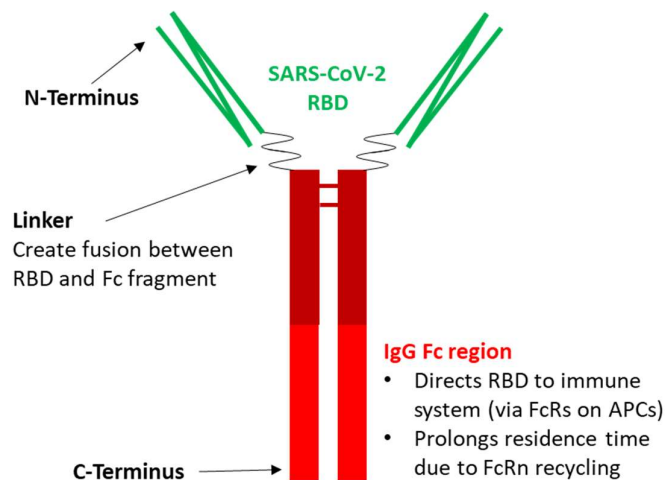 SARS-CoV-2
RBD
N-Terminus
Linker
Create fusion between
RBD and Fc fragment
IgG Fc region
• Directs RBD to immune
system (via FcRs on APCs)
• Prolongs residence time
due to FcRn recycling
C-Terminus